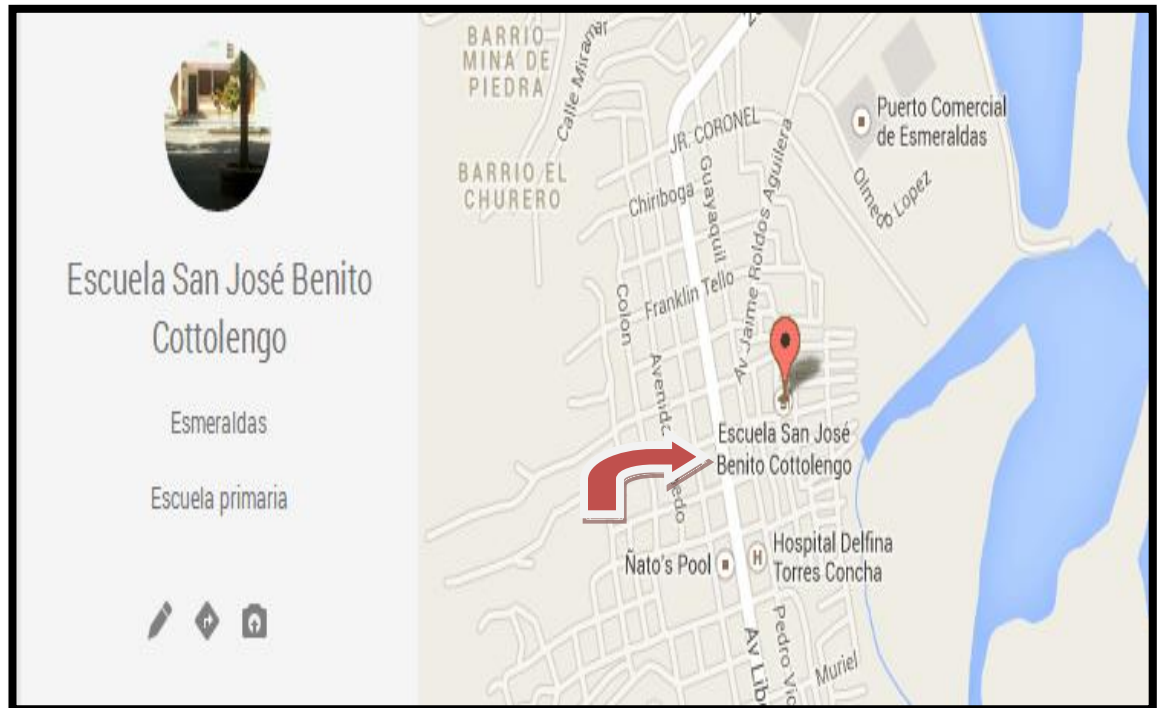 Escuela San José Benito
Cottolengo
Esmeraldas
Escuela primaria
BARRIO
MINA DE
PIEDRA
Calle Miramar
BARRIO EL
CHURERO
JR. CORONEL
Chiriboga
Guayaquil
Av Jaime Roldos Aguilera
Puerto Comercial
de Esmeraldas
Olmedo Lopez
Franklin Tello
Colon
Avenida
edo
Escuela San José
Benito Cottolengo
Ñato's Pool
H
Hospital Delfina
Torres Concha
Av Lib
Pedro Vic
Muriel